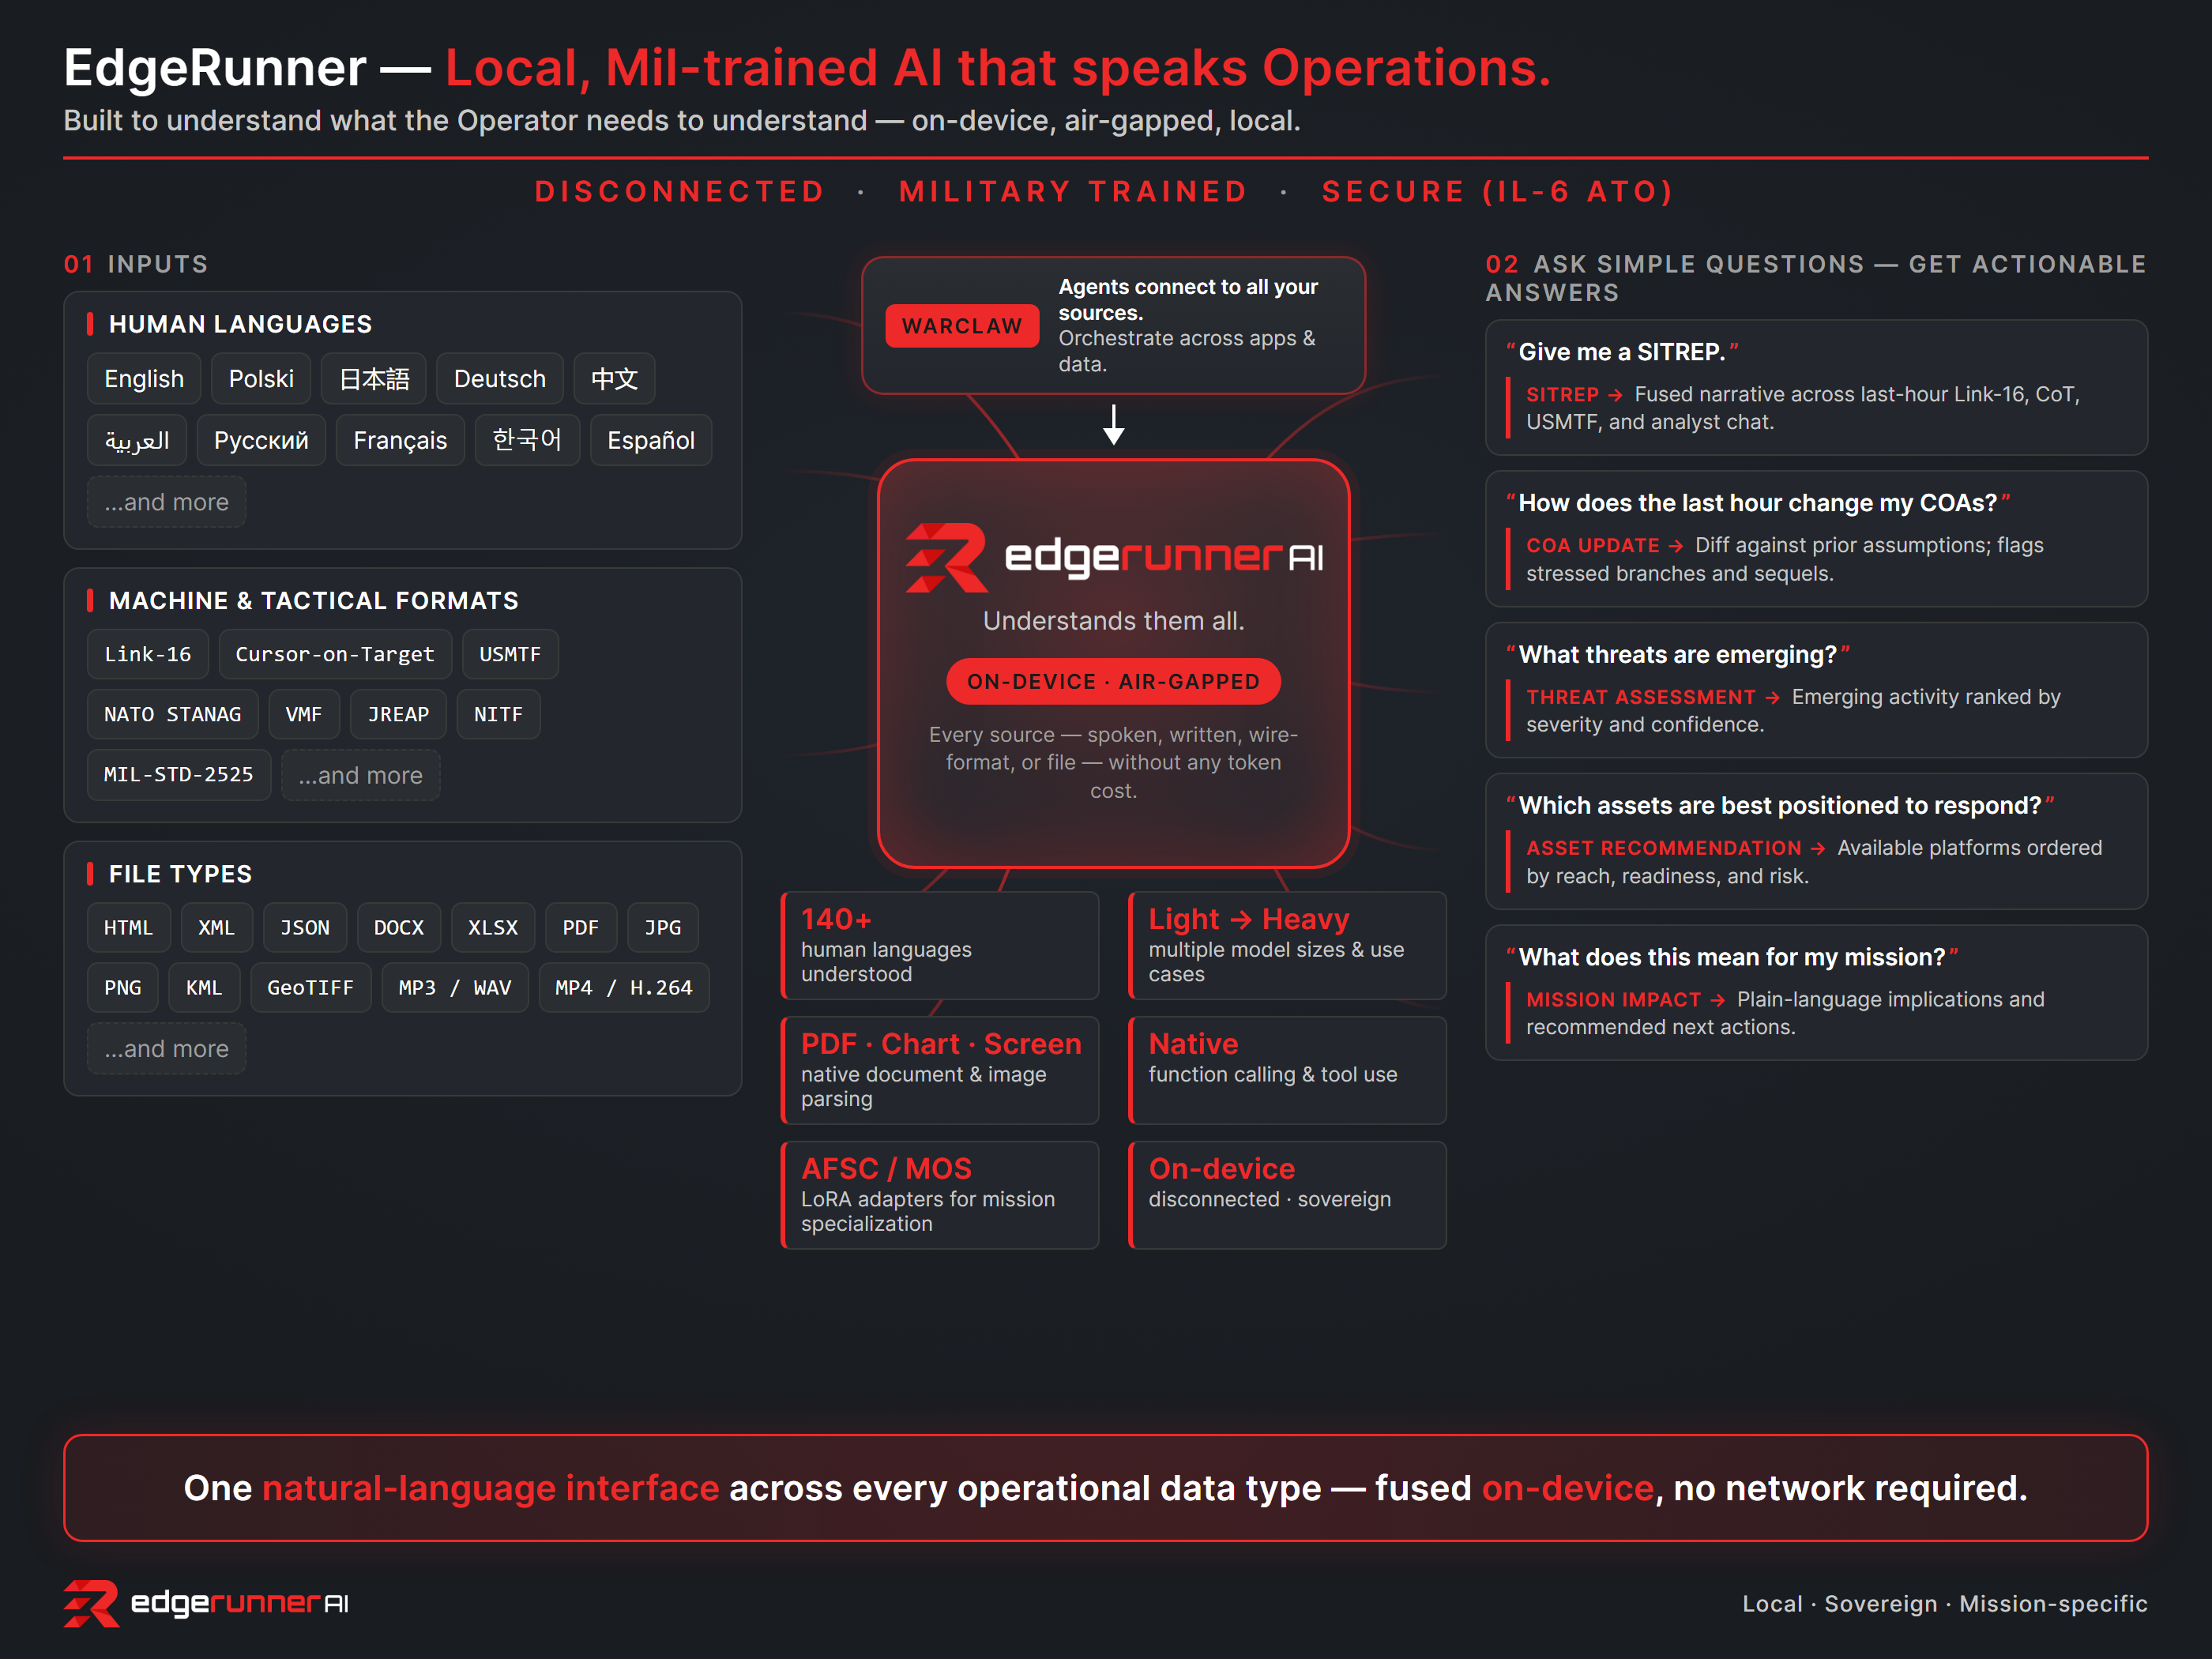 EdgeRunner — Local, Mil-trained AI that speaks Operations.
Built to understand what the Operator needs to understand — on-device, air-gapped, local.
DISCONNECTED · MILITARY TRAINED · SECURE (IL-6 ATO)
01 INPUTS
HUMAN LANGUAGES
English Polski 日本語 Deutsch 中文
العربية Русский Français 한국어 Español
...and more
MACHINE & TACTICAL FORMATS
Link-16 Cursor-on-Target USMTF
NATO STANAG VMF JREAP NITF
MIL-STD-2525 ...and more
FILE TYPES
HTML XML JSON DOCX XLSX PDF JPG
PNG KML GeoTIFF MP3 / WAV MP4 / H.264
...and more
WARCLAW
Agents connect to all your
sources.
Orchestrate across apps &
data.
edgerunner AI
Understands them all.
ON-DEVICE · AIR-GAPPED
Every source — spoken, written, wire-
format, or file — without any token
cost.
140+
human languages
understood
Light → Heavy
multiple model sizes & use
cases
PDF · Chart · Screen
native document & image
parsing
Native
function calling & tool use
AFSC / MOS
LoRA adapters for mission
specialization
On-device
disconnected · sovereign
02 ASK SIMPLE QUESTIONS — GET ACTIONABLE
ANSWERS
“Give me a SITREP.”
SITREP → Fused narrative across last-hour Link-16, CoT,
USMTF, and analyst chat.
“How does the last hour change my COAs?”
COA UPDATE → Diff against prior assumptions; flags
stressed branches and sequels.
“What threats are emerging?”
THREAT ASSESSMENT → Emerging activity ranked by
severity and confidence.
“Which assets are best positioned to respond?”
ASSET RECOMMENDATION → Available platforms ordered
by reach, readiness, and risk.
“What does this mean for my mission?”
MISSION IMPACT → Plain-language implications and
recommended next actions.
One natural-language interface across every operational data type — fused on-device, no network required.
edgerunner AI
Local · Sovereign · Mission-specific